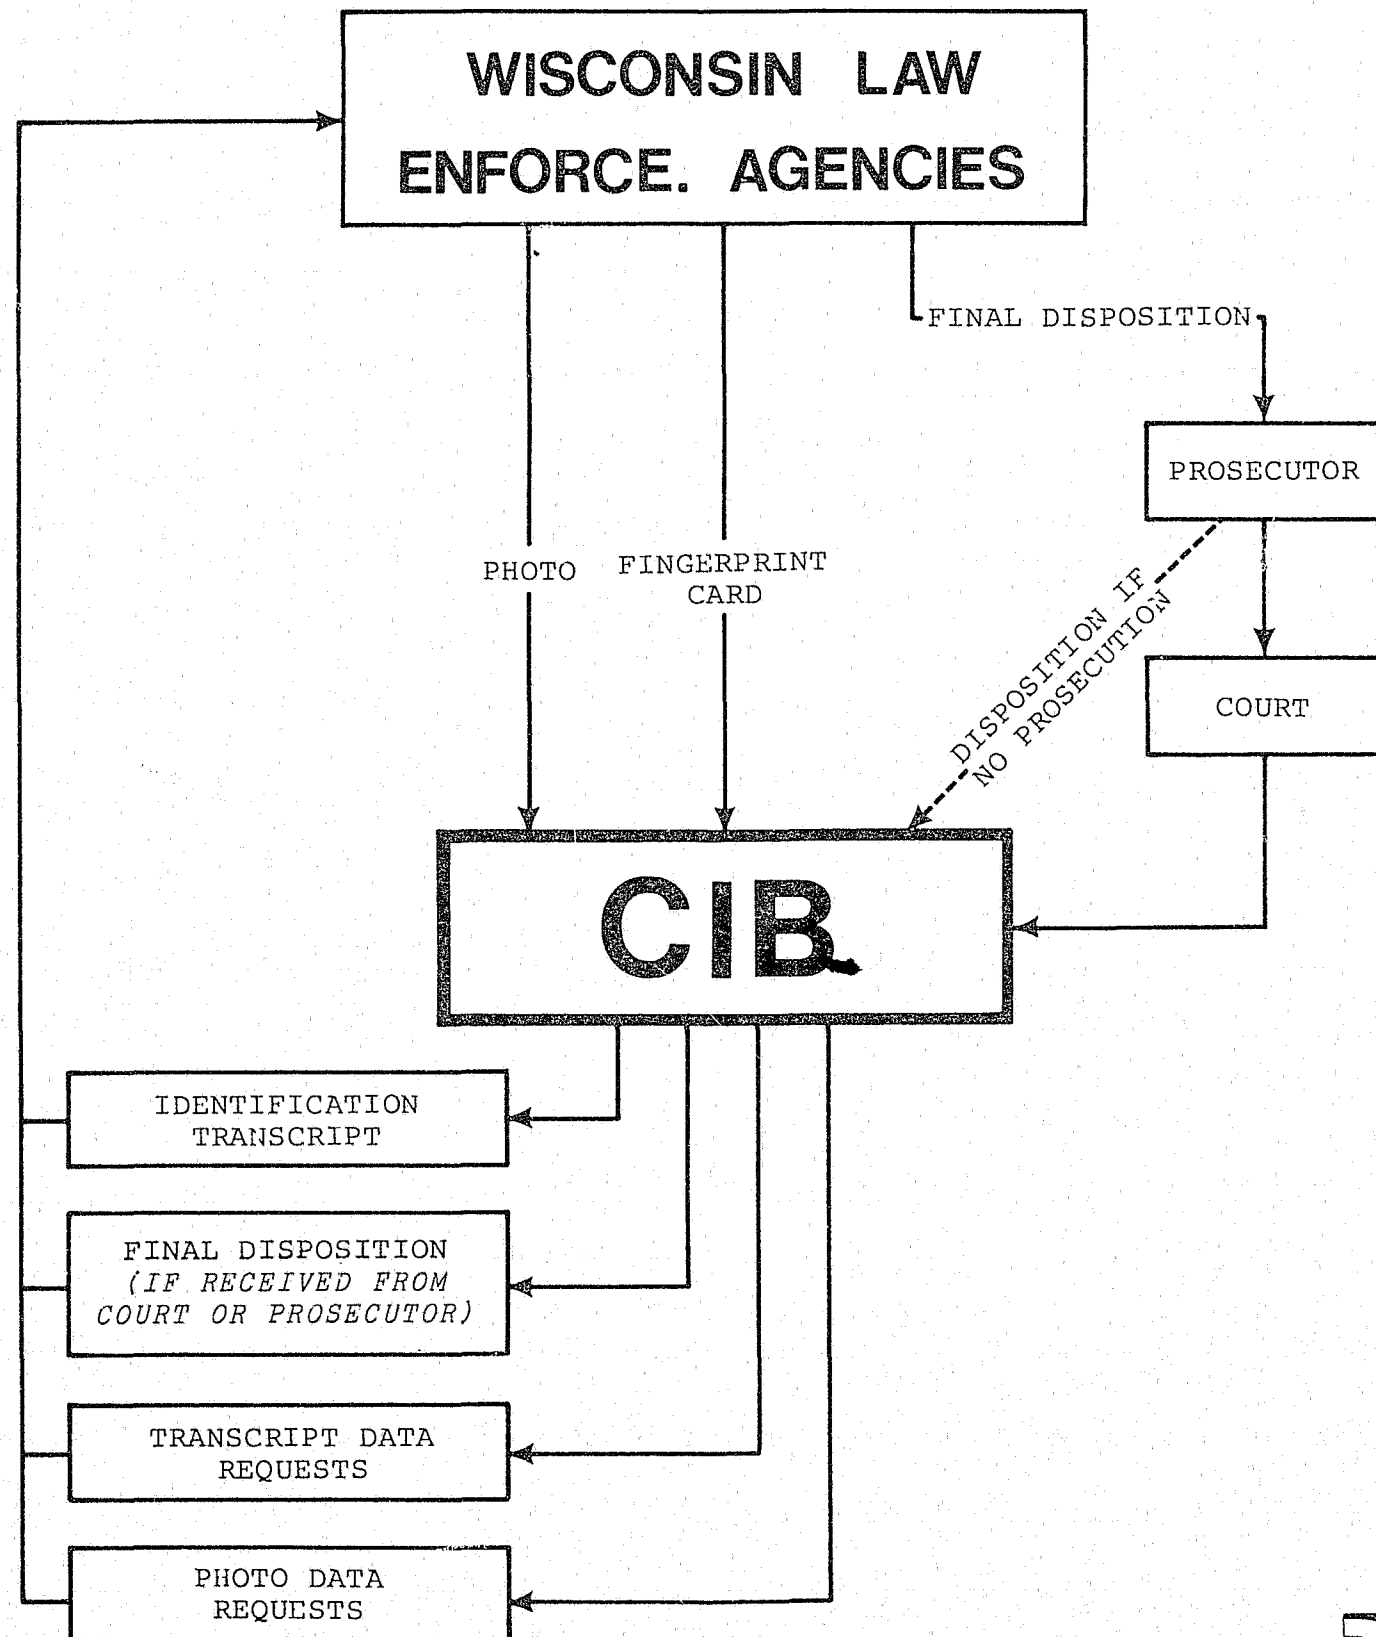 WISCONSIN LAW
ENFORCE. AGENCIES
FINAL DISPOSITION
PROSECUTOR
PHOTO
FINGERPRINT
CARD
DISPOSITION IF
NO PROSECUTION
COURT
CIB
IDENTIFICATION
TRANSCRIPT
FINAL DISPOSITION
(IF RECEIVED FROM
COURT OR PROSECUTOR)
TRANSCRIPT DATA
REQUESTS
PHOTO DATA
REQUESTS